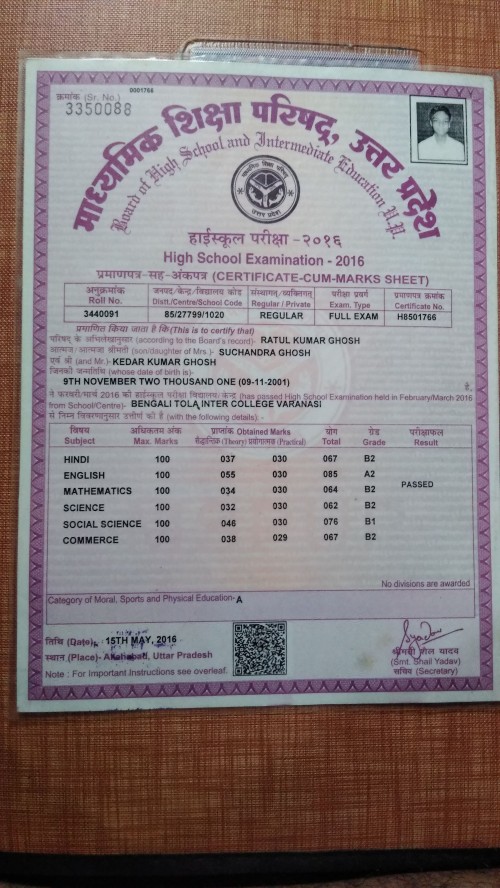 0001766
क्रमांक (Sr. No.)
3350088
माध्यमिक शिक्षा परिषद्, उत्तर प्रदेश
Board of High School and Intermediate Education U.P.
हाईस्कूल परीक्षा -२०१६
High School Examination - 2016
प्रमाणपत्र-सह-अंकपत्र (CERTIFICATE-CUM-MARKS SHEET)
अनुक्रमांक जनपद/केन्द्र/विद्यालय कोड संस्थागत/व्यक्तिगत परीक्षा प्रवर्ग प्रमाणपत्र क्रमांक
Roll No. Distt./Centre/School Code Regular / Private Exam. Type Certificate No.
3440091 85/27799/1020 REGULAR FULL EXAM H8501766
प्रमाणित किया जाता है कि(This is to certify that)
परिषद के अभिलेखानुसार (according to the Board's record)- RATUL KUMAR GHOSH
आत्मज/आत्मजा श्रीमती (son/daughter of Mrs.)- SUCHANDRA GHOSH
एवं श्री (and Mr.)- KEDAR KUMAR GHOSH
जिनकी जन्मतिथि (whose date of birth is)-
9TH NOVEMBER TWO THOUSAND ONE (09-11-2001) है,
ने फरवरी/मार्च 2016 की हाईस्कूल परीक्षा विद्यालय/केन्द्र (has passed High School Examination held in February/March 2016
from School/Centre)- BENGALI TOLA INTER COLLEGE VARANASI
से निम्न विवरणानुसार उत्तीर्ण की है (with the following details) -
विषय अधिकतम अंक प्राप्तांक Obtained Marks योग ग्रेड परीक्षाफल
Subject Max. Marks सैद्धान्तिक (Theory) प्रयोगात्मक (Practical) Total Grade Result
HINDI 100 037 030 067 B2
ENGLISH 100 055 030 085 A2
PASSED
MATHEMATICS 100 034 030 064 B2
SCIENCE 100 032 030 062 B2
SOCIAL SCIENCE 100 046 030 076 B1
COMMERCE 100 038 029 067 B2
No divisions are awarded
Category of Moral, Sports and Physical Education- A
तिथि (Date)- 15TH MAY, 2016
स्थान (Place)- Allahabad, Uttar Pradesh
Note : For Important Instructions see overleaf.
श्रीमती शैल यादव
(Smt. Shail Yadav)
सचिव (Secretary)